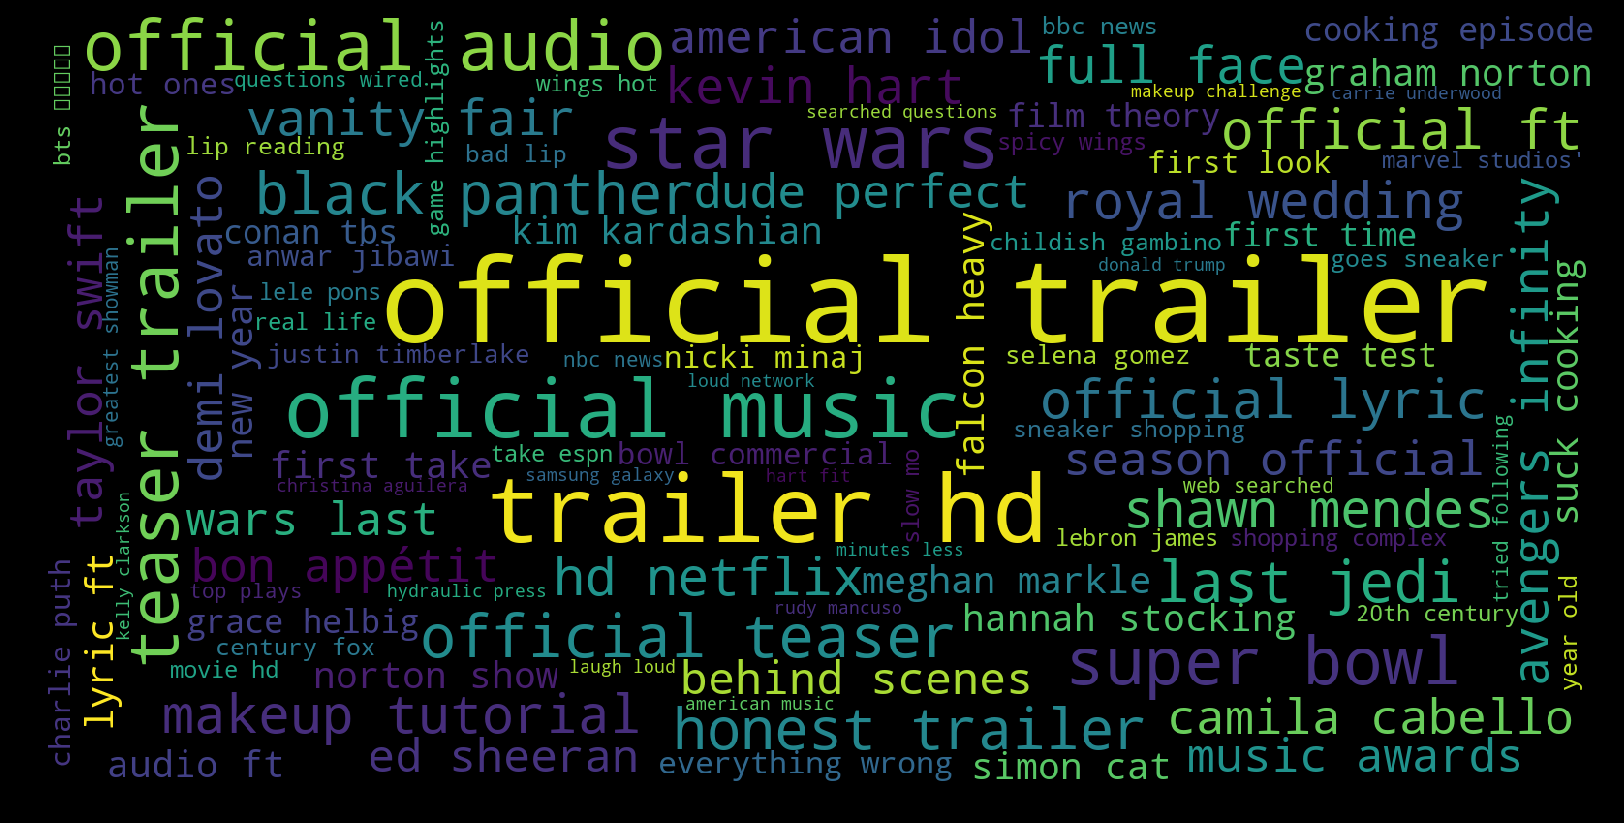 official audio
american idol
bbc news
cooking episode
bts
hot ones
questions wired
game highlights
wings hot
kevin hart
full face
graham norton
makeup challenge
carrie underwood
vanity fair
searched questions
film theory
official ft
lip reading
bad lip
star wars
spicy wings
first look
marvel studios'
teaser trailer
taylor swift
demi lovato
black panther
dude perfect
royal wedding
avengers infinity
conan tbs
kim kardashian
falcon heavy
childish gambino
first time
anwar jibawi
greatest showman
donald trump
goes sneaker
suck cooking
new year
lele pons
official trailer
real life
justin timberlake
nbc news
nicki minaj
selena gomez
taste test
loud network
official music
official lyric
sneaker shopping
tried following
first take
take espn
bowl commercial
slow mo
season official
christina aguilera
samsung galaxy
hart fit
web searched
kelly clarkson
wars last
trailer hd
shawn mendes
lebron james
shopping complex
charlie puth
lyric ft
bon appétit
minutes less
hd netflix
meghan markle
last jedi
year old
top plays
hydraulic press
rudy mancuso
grace helbig
hannah stocking
20th century
century fox
official teaser
super bowl
movie hd
norton show
laugh loud
behind scenes
makeup tutorial
american music
honest trailer
camila cabello
audio ft
ed sheeran
everything wrong
simon cat
music awards